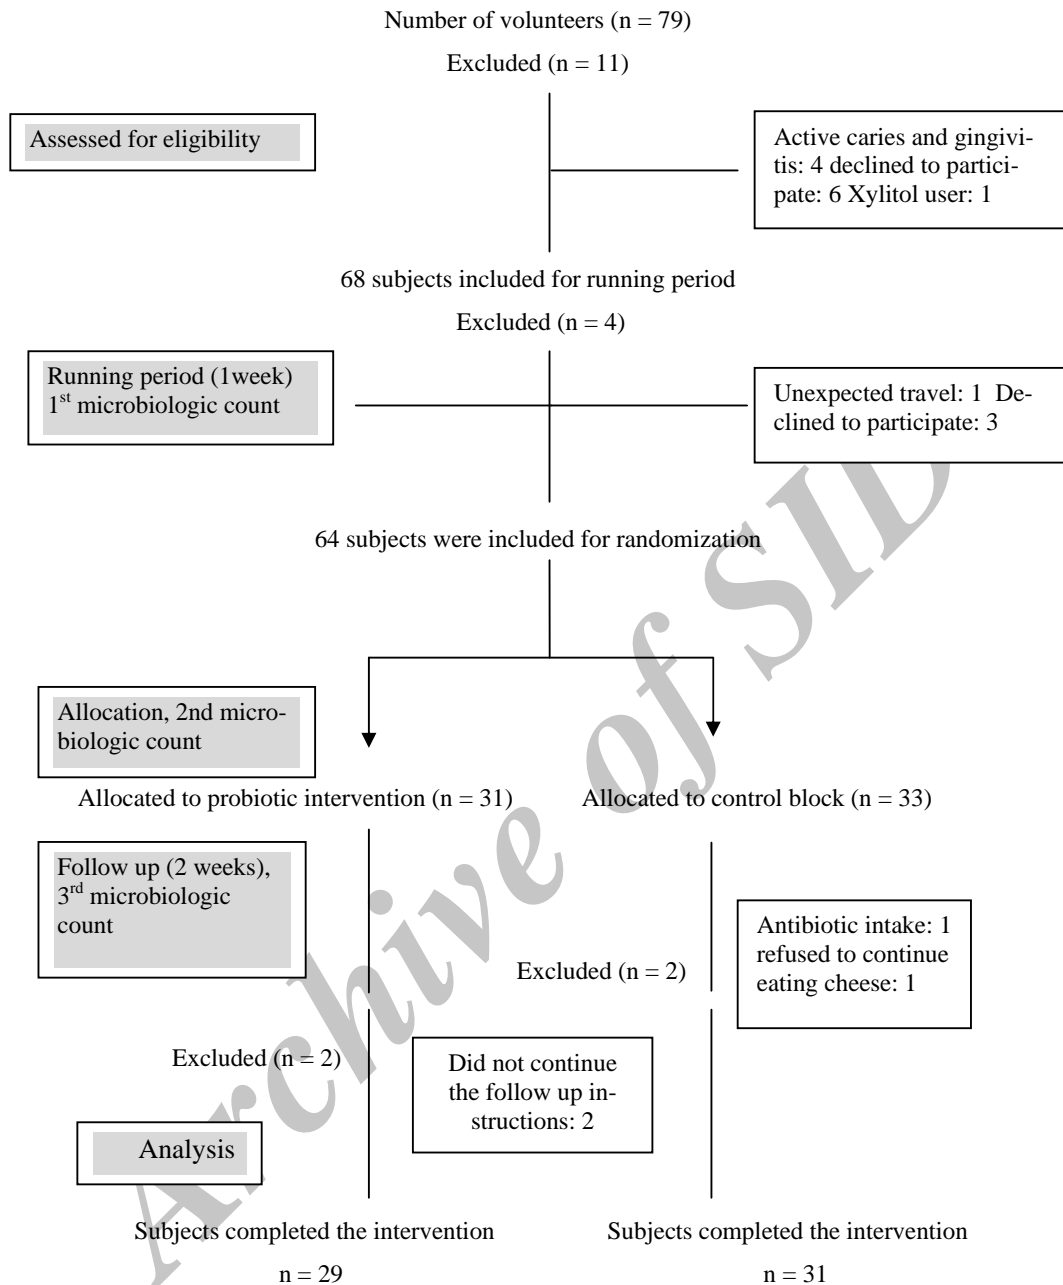 Number of volunteers (n = 79)
Excluded (n = 11)
Assessed for eligibility
Active caries and gingivi-
tis: 4 declined to partici-
pate: 6 Xylitol user: 1
68 subjects included for running period
Excluded (n = 4)
Running period (1week)
1st microbiologic count
Unexpected travel: 1 De-
clined to participate: 3
64 subjects were included for randomization
Allocation, 2nd micro-
biologic count
Allocated to probiotic intervention (n = 31)
Allocated to control block (n = 33)
Follow up (2 weeks),
3rd microbiologic
count
Antibiotic intake: 1
refused to continue
eating cheese: 1
Excluded (n = 2)
Excluded (n = 2)
Did not continue
the follow up in-
structions: 2
Analysis
Subjects completed the intervention
n = 29
Subjects completed the intervention
n = 31
Archive of SID